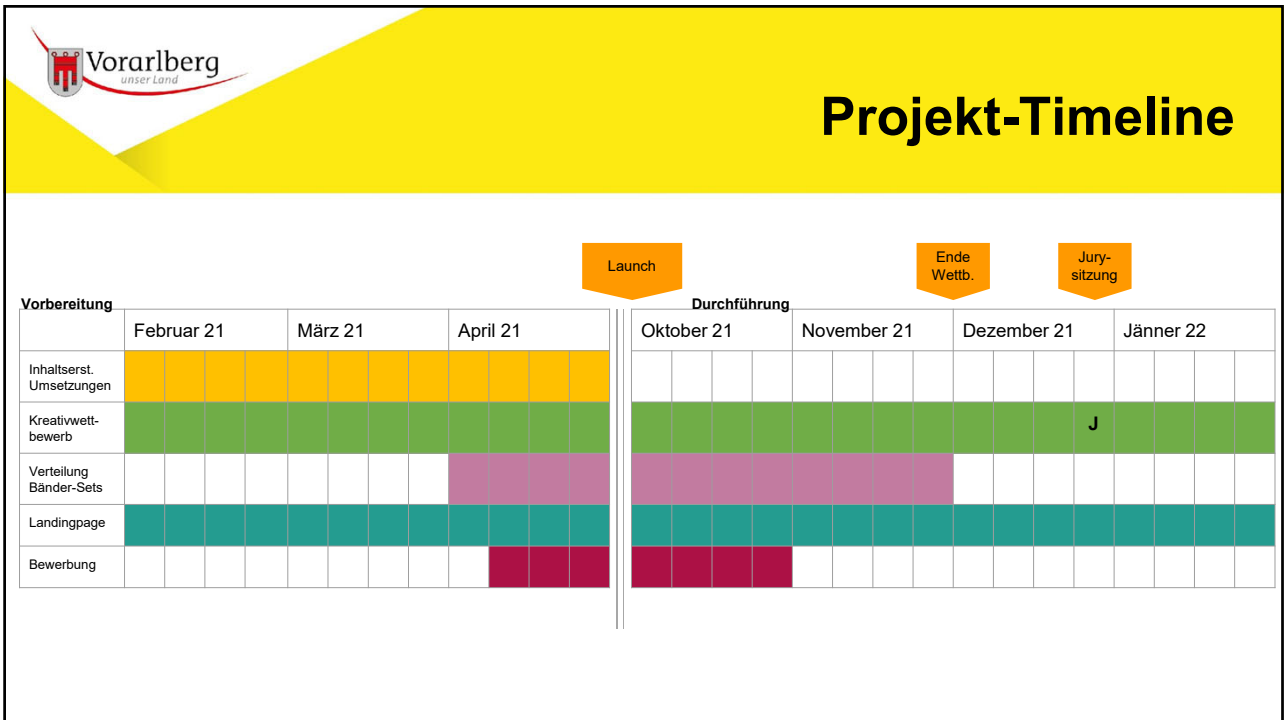 Vorarlberg
unser Land
Projekt-Timeline
Launch
Ende
Wettb.
Jury-
sitzung
Vorbereitung
Durchführung
Februar 21
März 21
April 21
Oktober 21
November 21
Dezember 21
Jänner 22
Inhaltserst.
Umsetzungen
Kreativwett-
bewerb
J
Verteilung
Bänder-Sets
Landingpage
Bewerbung